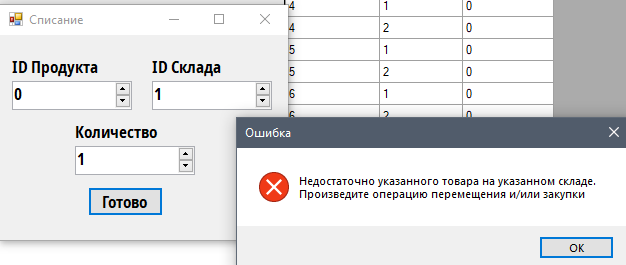 Списание
ID Продукта ID Склада
0 1
Количество
1
Готово
4 1 0
4 2 0
5 1 0
5 2 0
6 1 0
6 2 0
Ошибка
Недостаточно указанного товара на указанном складе.
Произведите операцию перемещения и/или закупки
OK